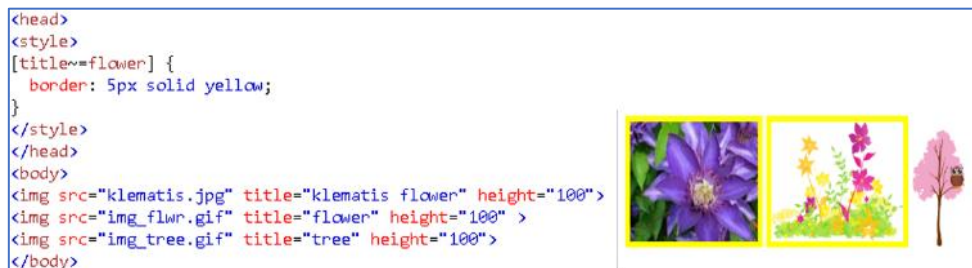 <head>
<style>
[title~=flower] {
  border: 5px solid yellow;
}
</style>
</head>
<body>
<img src="klematis.jpg" title="klematis flower" height="100">
<img src="img_flwr.gif" title="flower" height="100" >
<img src="img_tree.gif" title="tree" height="100">
</body>